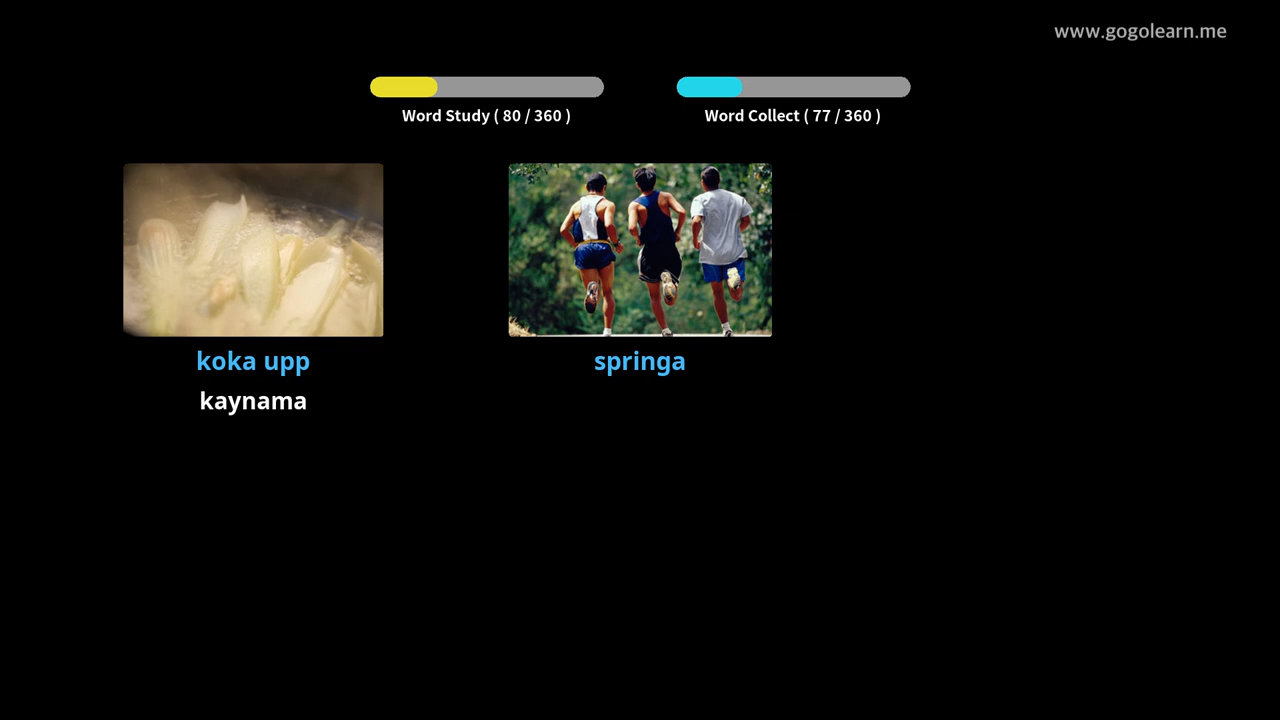 www.gogolearn.me
Word Study ( 80 / 360 )
Word Collect ( 77 / 360 )
koka upp
springa
kaynama